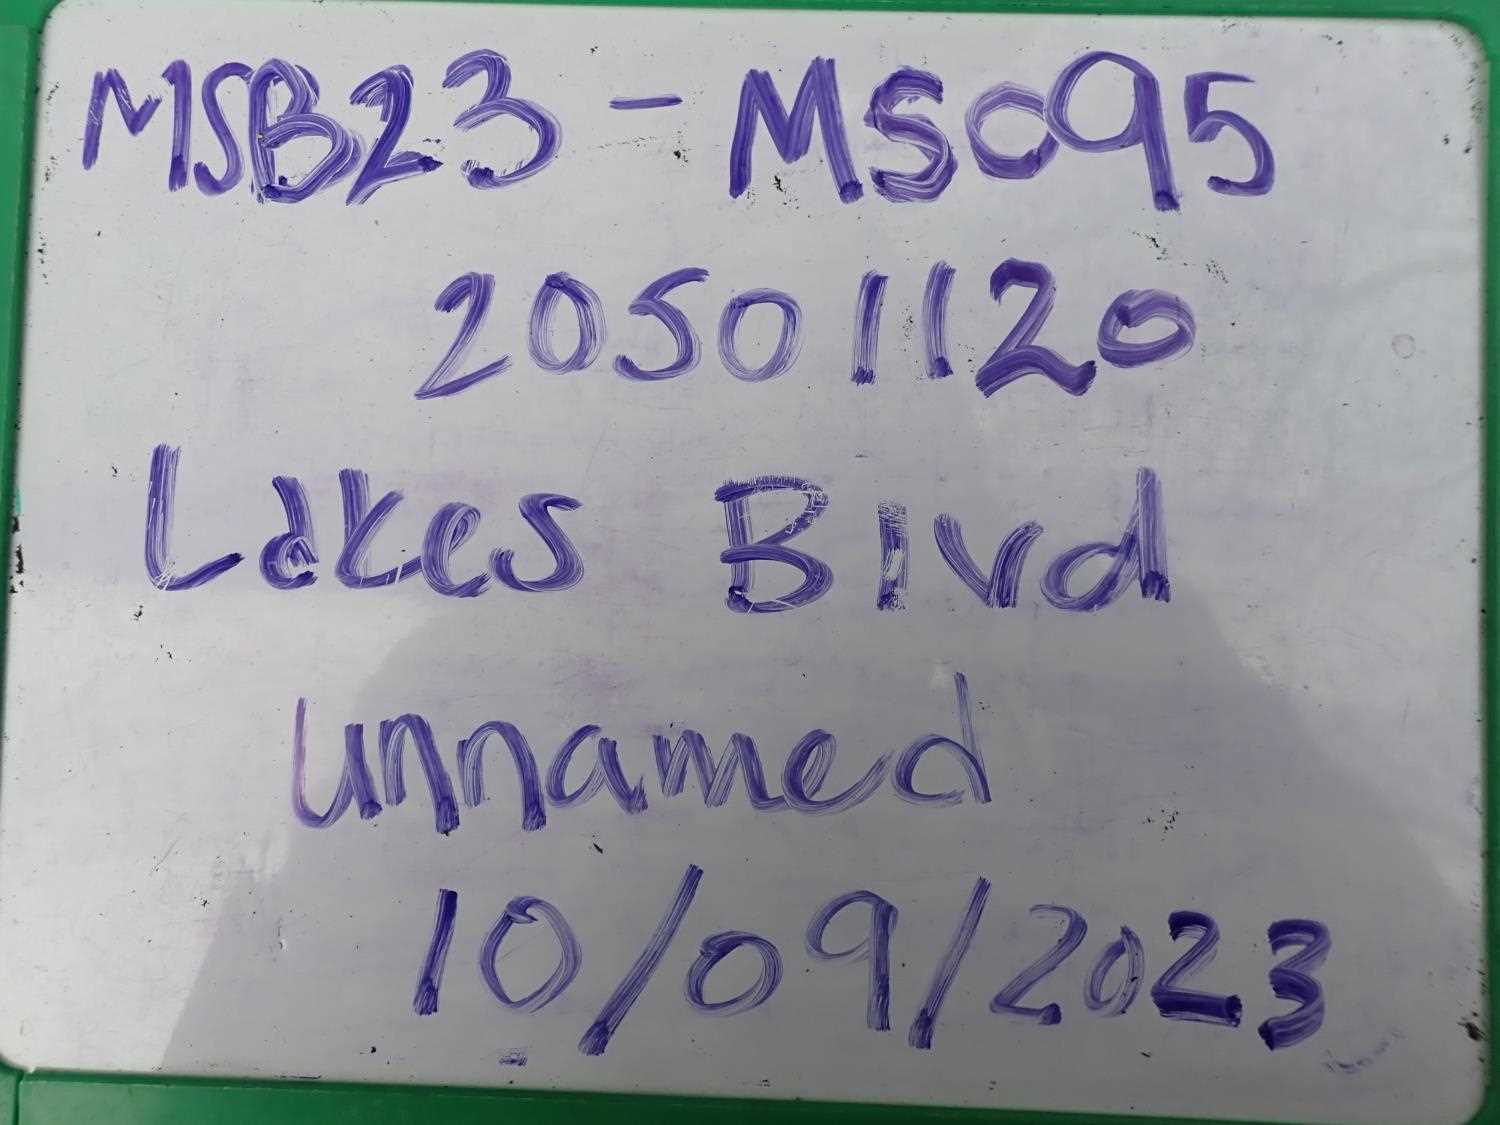 MSB23 - MS095
20501120
Lakes Blvd
unnamed
10/09/2023